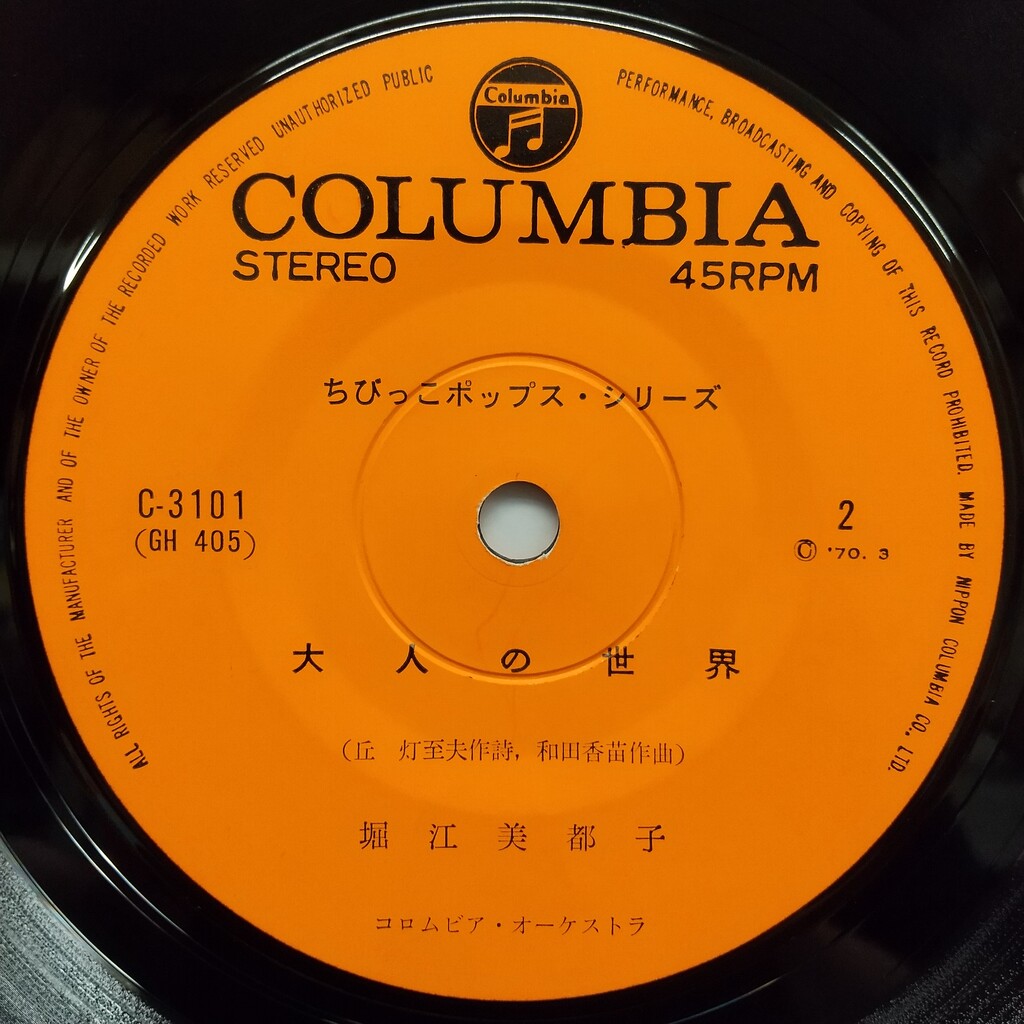 Columbia
COLUMBIA
STEREO 45RPM
ちびっこポップス・シリーズ
C-3101 2
(GH 405) © '70. 3
大人の世界
(丘 灯至夫作詩, 和田香苗作曲)
堀江美都子
コロムビア・オーケストラ
ALL RIGHTS OF THE MANUFACTURER AND OF THE OWNER OF THE RECORDED WORK RESERVED UNAUTHORIZED PUBLIC PERFORMANCE, BROADCASTING AND COPYING OF THIS RECORD PROHIBITED. MADE BY NIPPON COLUMBIA CO., LTD.